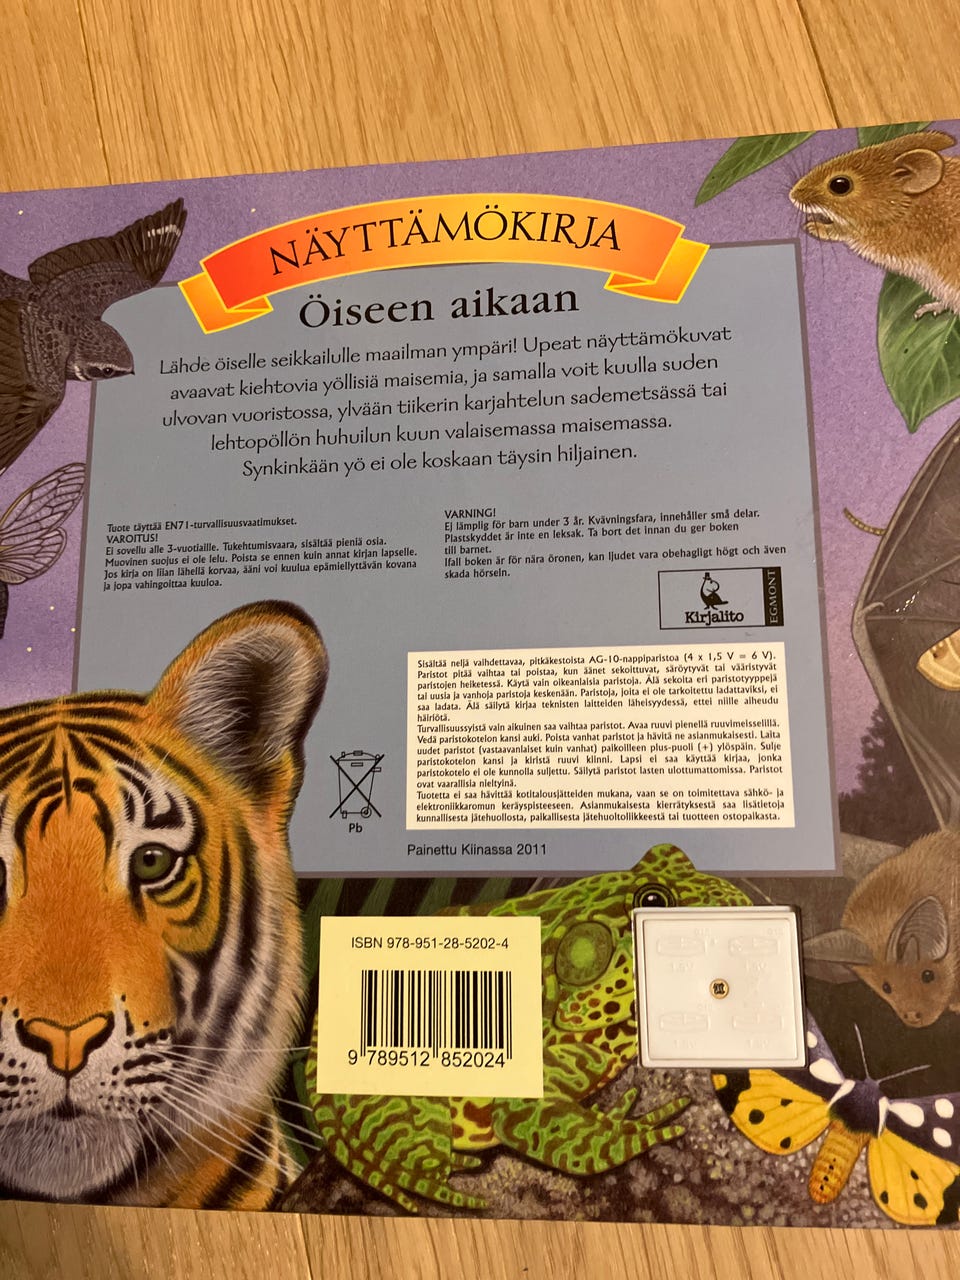 NÄYTTÄMÖKIRJA
Öiseen aikaan
Lähde öiselle seikkailulle maailman ympäri! Upeat näyttämökuvat
avaavat kiehtovia yöllisiä maisemia, ja samalla voit kuulla suden
ulvovan vuoristossa, ylvään tiikerin karjahtelun sademetsässä tai
lehtopöllön huhuilun kuun valaisemassa maisemassa.
Synkinkään yö ei ole koskaan täysin hiljainen.
Tuote täyttää EN71-turvallisuusvaatimukset.
VAROITUS!
Ei sovellu alle 3-vuotiaille. Tukehtumisvaara, sisältää pieniä osia.
Muovinen suojus ei ole lelu. Poista se ennen kuin annat kirjan lapselle.
Jos kirja on liian lähellä korvaa, ääni voi kuulua epämiellyttävän kovana
ja jopa vahingoittaa kuuloa.
VARNING!
Ej lämplig för barn under 3 år. Kvävningsfara, innehåller små delar.
Plastskyddet är inte en leksak. Ta bort det innan du ger boken
till barnet.
Ifall boken är för nära öronen, kan ljudet vara obehagligt högt och även
skada hörseln.
Kirjalito
EGMONT
Sisältää neljä vaihdettavaa, pitkäkestoista AG-10-nappiparistoa (4 x 1,5 V = 6 V).
Paristot pitää vaihtaa tai poistaa, kun äänet sekoittuvat, säröytyvät tai vääristyvät
paristojen heiketessä. Käytä vain oikeanlaisia paristoja. Älä sekoita eri paristotyyppejä
tai uusia ja vanhoja paristoja keskenään. Paristoja, joita ei ole tarkoitettu ladattaviksi, ei
saa ladata. Älä säilytä kirjaa teknisten laitteiden läheisyydessä, ettei niille aiheudu
häiriötä.
Turvallisuussyistä vain aikuinen saa vaihtaa paristot. Avaa ruuvi pienellä ruuvimeisselillä.
Vedä paristokotelon kansi auki. Poista vanhat paristot ja hävitä ne asianmukaisesti. Laita
uudet paristot (vastaavanlaiset kuin vanhat) paikoilleen plus-puoli (+) ylöspäin. Sulje
paristokotelon kansi ja kiristä ruuvi kiinni. Lapsi ei saa käyttää kirjaa, jonka
paristokotelo ei ole kunnolla suljettu. Säilytä paristot lasten ulottumattomissa. Paristot
ovat vaarallisia nieltyinä.
Tuotetta ei saa hävittää kotitalousjätteiden mukana, vaan se on toimitettava sähkö- ja
elektroniikkaromun keräyspisteeseen. Asianmukaisesta kierrätyksestä saa lisätietoja
kunnallisesta jätehuollosta, paikallisesta jätehuoltoliikkeestä tai tuotteen ostopaikasta.
Pb
Painettu Kiinassa 2011
ISBN 978-951-28-5202-4
9 789512 852024